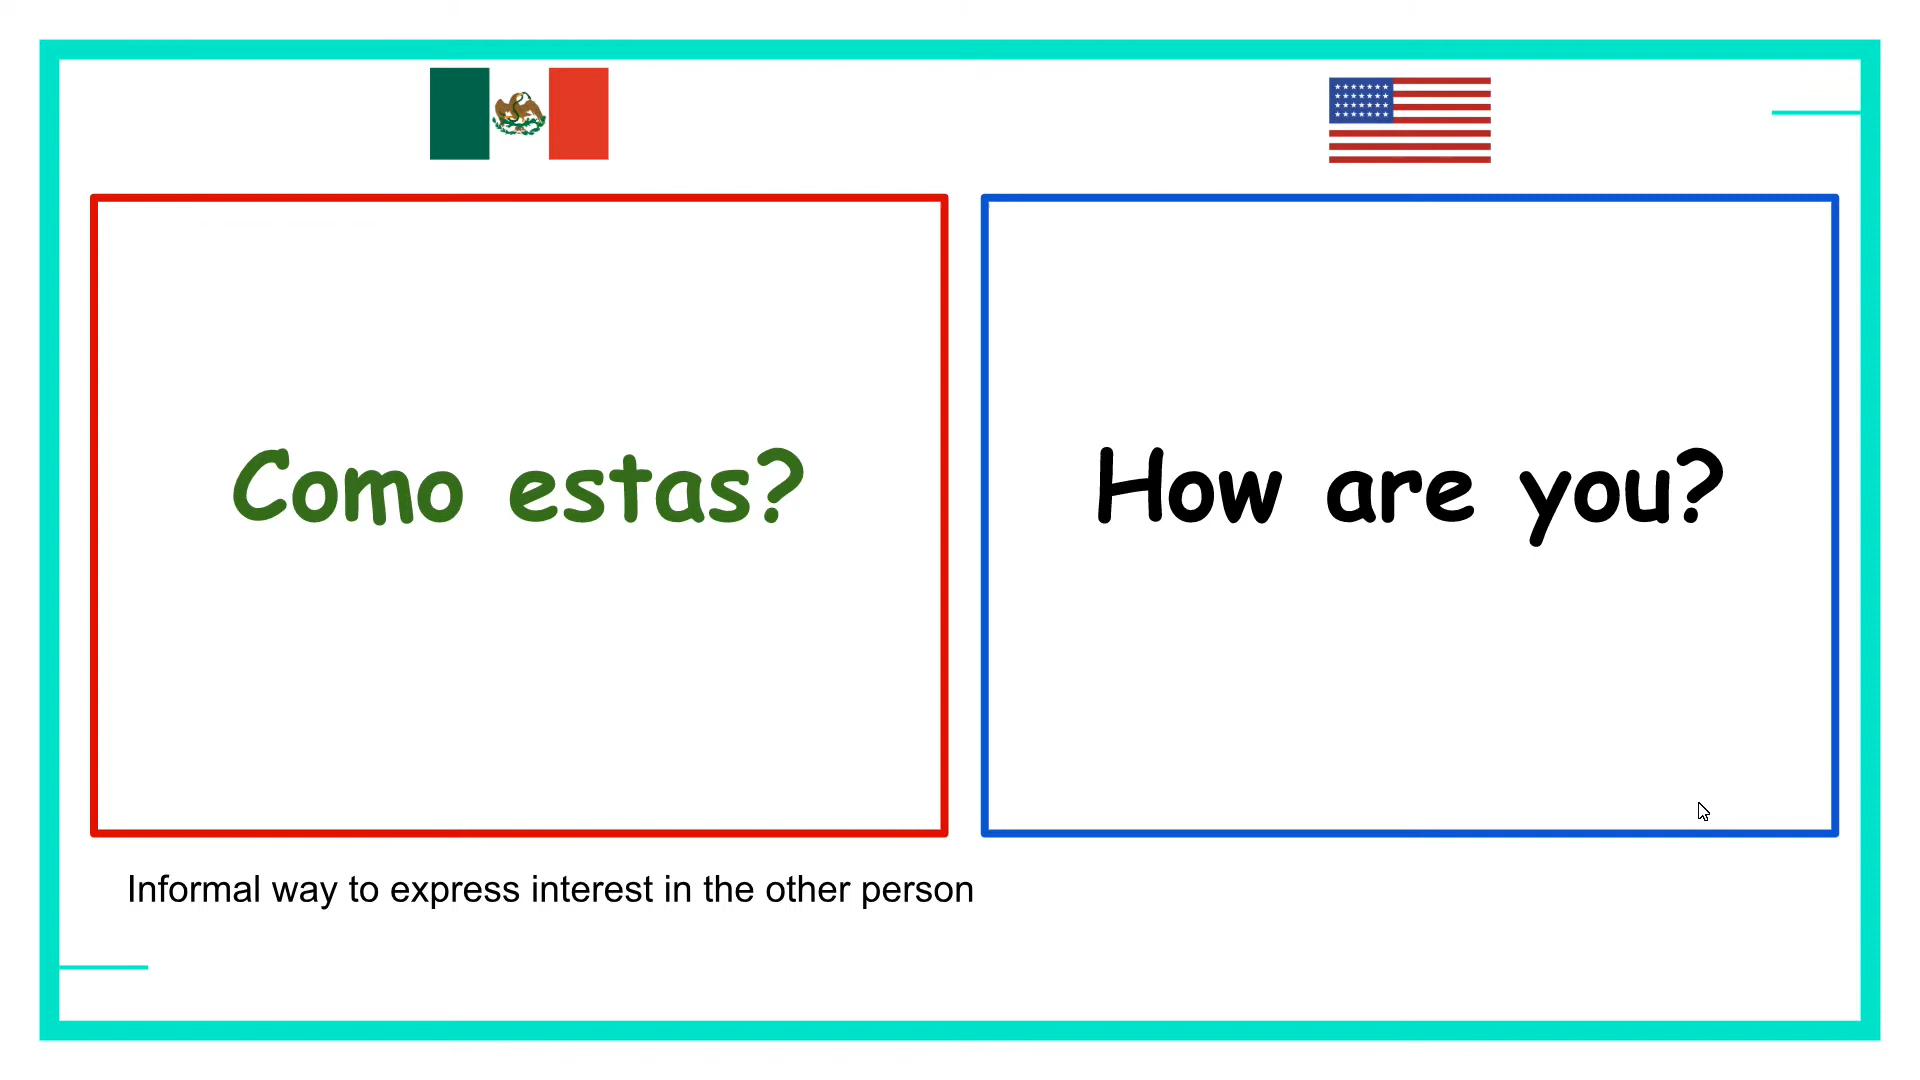 Como estas?
How are you?
Informal way to express interest in the other person